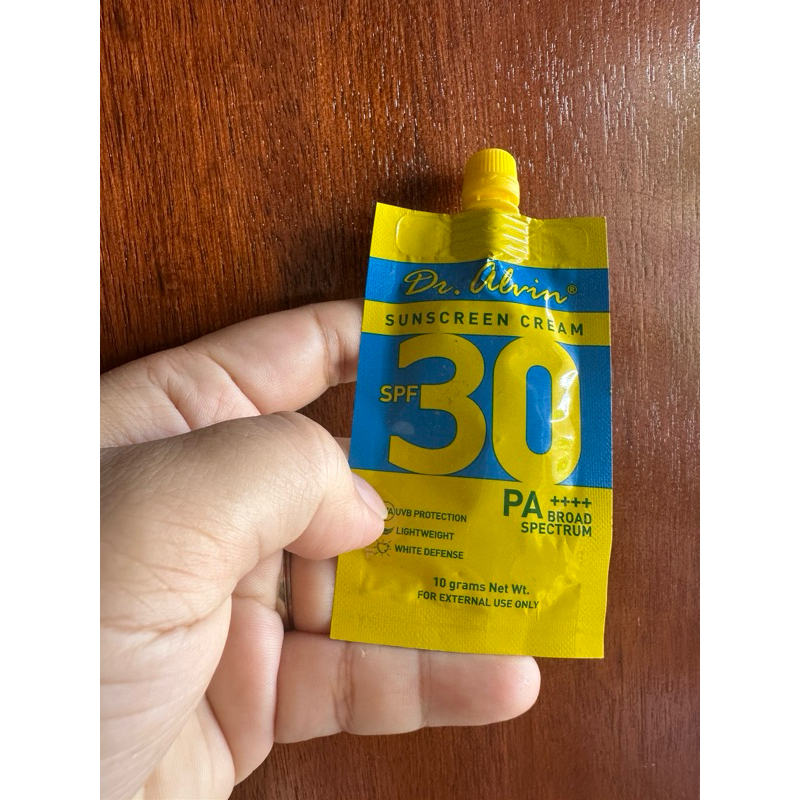 Dr. Alvin®
SUNSCREEN CREAM
SPF 30
PA ++++
BROAD
SPECTRUM
UVB PROTECTION
LIGHTWEIGHT
WHITE DEFENSE
10 grams Net Wt.
FOR EXTERNAL USE ONLY